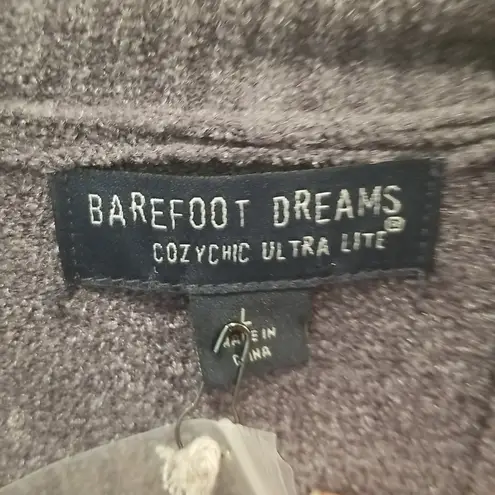 BAREFOOT DREAMS®
COZYCHIC ULTRA LITE
L
MADE IN
CHINA